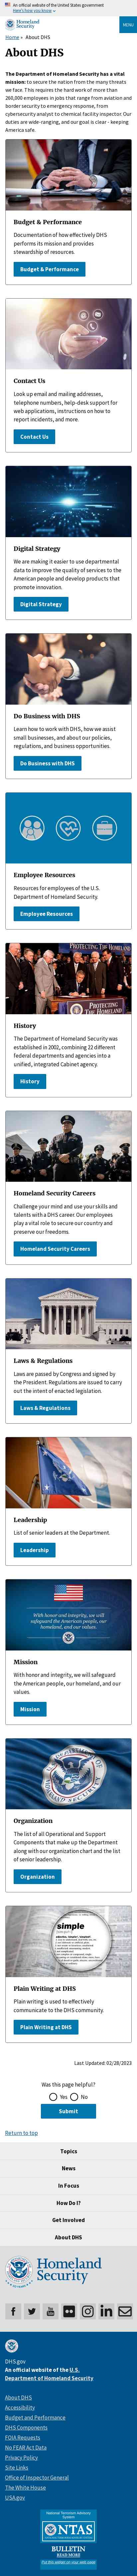 An official website of the United States government
Here's how you know
Homeland Security
MENU
Home » About DHS
About DHS
The Department of Homeland Security has a vital
mission: to secure the nation from the many threats we
face. This requires the hard work of more than 260,000
employees in jobs that range from aviation and
border security to emergency response, from
cybersecurity analyst to chemical facility inspector. Our
duties are wide-ranging, and our goal is clear - keeping
America safe.
Budget & Performance
Documentation of how effectively DHS
performs its mission and provides
stewardship of resources.
Budget & Performance
Contact Us
Look up email and mailing addresses,
telephone numbers, help-desk support for
web applications, intructions on how to
report incidents, and more.
Contact Us
Digital Strategy
We are making it easier to use departmental
data to improve the quality of services to the
American people and develop products that
promote innovation.
Digital Strategy
Do Business with DHS
Learn how to work with DHS, how we assist
small businesses, and about our policies,
regulations, and business opportunities.
Do Business with DHS
Employee Resources
Resources for employees of the U.S.
Department of Homeland Security.
Employee Resources
PROTECTING THE
HOMELAND
PROTECTING
THE
HOMELAND
History
The Department of Homeland Security was
established in 2002, combining 22 different
federal departments and agencies into a
unified, integrated Cabinet agency.
History
Homeland Security Careers
Challenge your mind and use your skills and
talents with a DHS career. Our employees
play a vital role to secure our borders and
preserve our freedoms.
Homeland Security Careers
Laws & Regulations
Laws are passed by Congress and signed by
the President. Regulations are issued to carry
out the intent of enacted legislation.
Laws & Regulations
Leadership
List of senior leaders at the Department.
Leadership
With honor and integrity, we will
safeguard the American people,
our homeland, and our values.
Mission
With honor and integrity, we will safeguard
the American people, our homeland, and our
values.
Mission
Organization
The list of all Operational and Support
Components that make up the Department
along with our organization chart and the list
of senior leadership.
Organization
simple
Plain Writing at DHS
Plain writing is used to effectively
communicate to the DHS community.
Plain Writing at DHS
Last Updated: 02/28/2023
Was this page helpful?
Yes
No
Submit
Return to top
Topics
News
In Focus
How Do I?
Get Involved
About DHS
Homeland
Security
DHS.gov
An official website of the U.S.
Department of Homeland Security
About DHS
Accessibility
Budget and Performance
DHS Components
FOIA Requests
No FEAR Act Data
Privacy Policy
Site Links
Office of Inspector General
The White House
USA.gov
National Terrorism Advisory
System
NTAS
BULLETIN
READ MORE
Put this widget on your web page